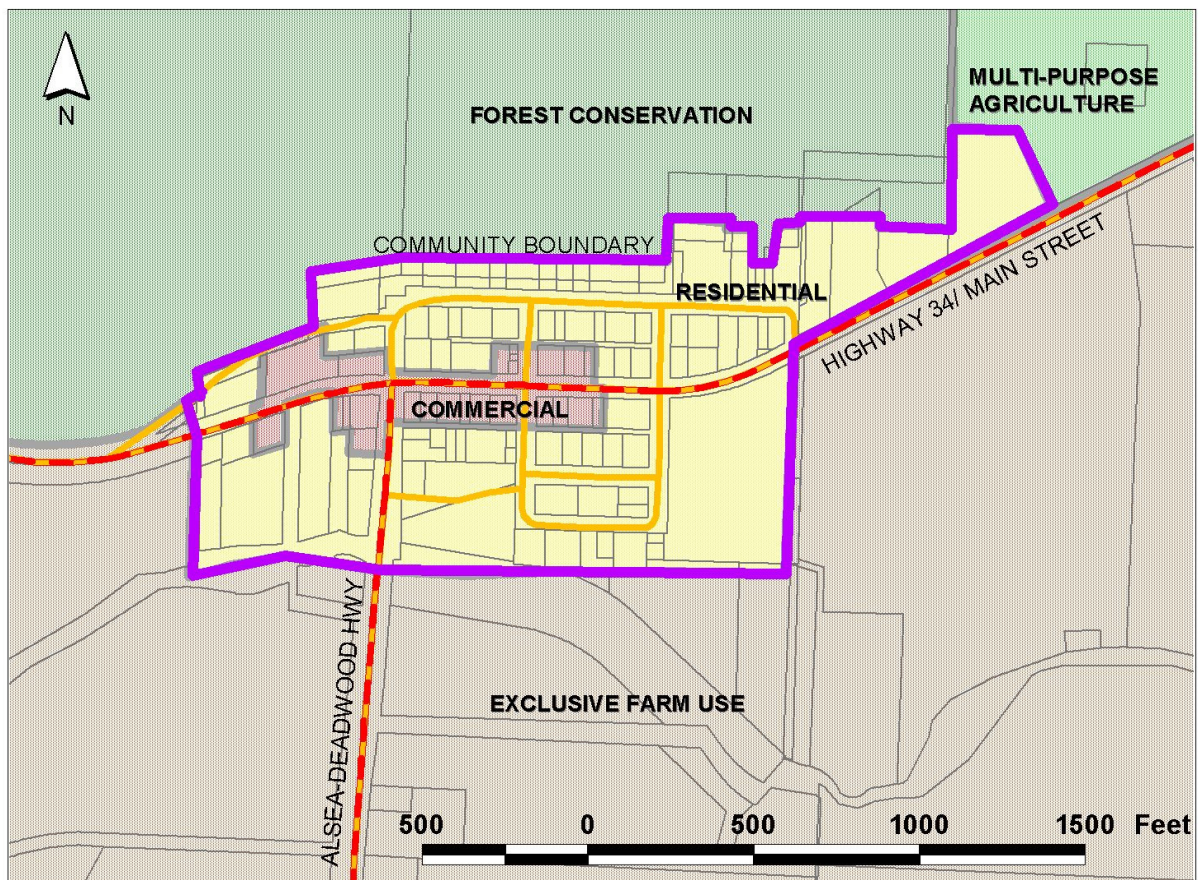 MULTI-PURPOSE
AGRICULTURE
FOREST CONSERVATION
N
COMMUNITY BOUNDARY
RESIDENTIAL
HIGHWAY 34/ MAIN STREET
COMMERCIAL
ALSEA-DEADWOOD HWY
EXCLUSIVE FARM USE
500 0 500 1000 1500 Feet